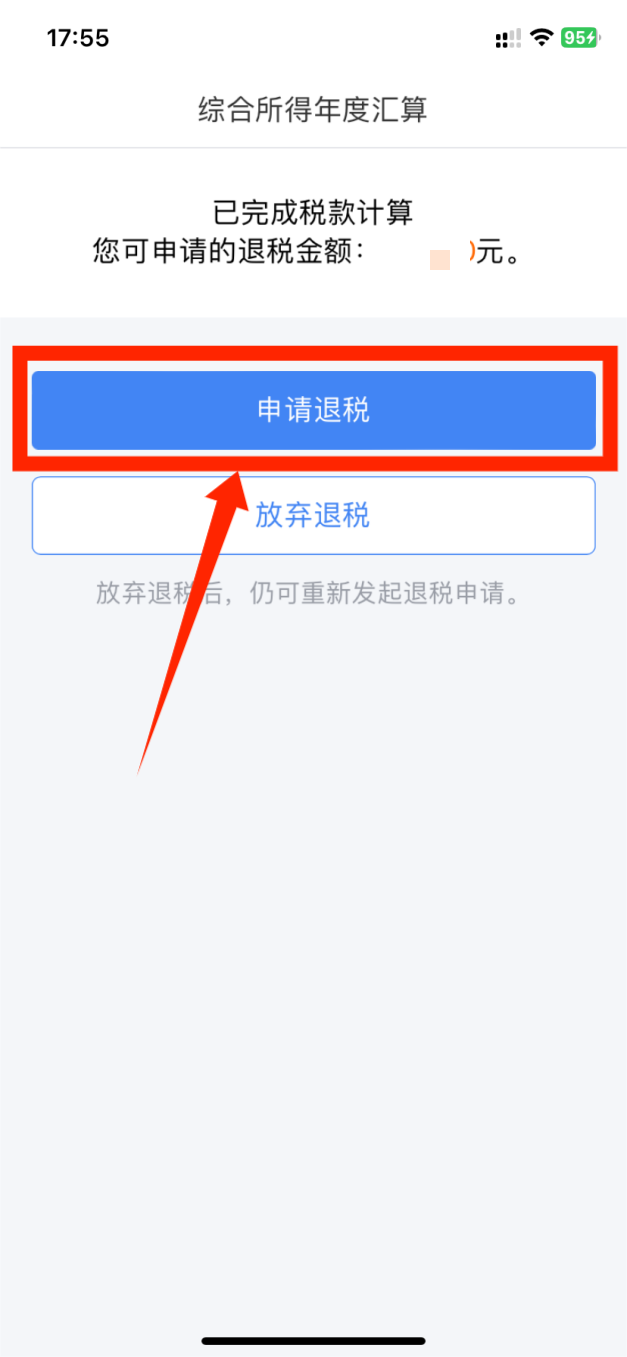 17:55
95
综合所得年度汇算
已完成税款计算
您可申请的退税金额：
元。
申请退税
放弃退税
放弃退税后，仍可重新发起退税申请。